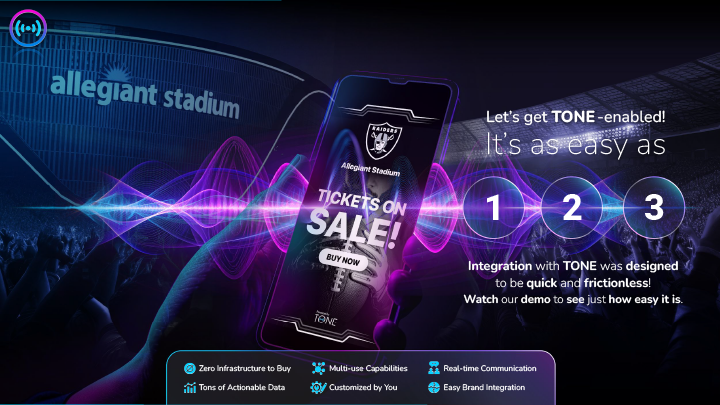 allegiant stadium
RAIDERS
Allegiant Stadium
TICKETS ON
SALE!
BUY NOW
TONE
Let's get TONE-enabled!
It's as easy as
1 2 3
Integration with TONE was designed
to be quick and frictionless!
Watch our demo to see just how easy it is.
Zero Infrastructure to Buy
Multi-use Capabilities
Real-time Communication
Tons of Actionable Data
Customized by You
Easy Brand Integration